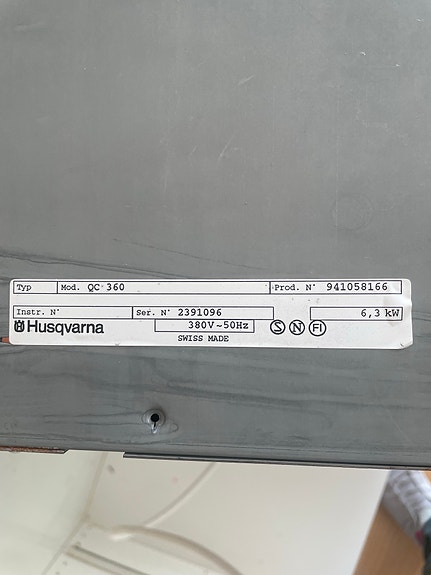 Typ Mod. QC 360 Prod. N° 941058166
Instr. N° Ser. N° 2391096 6,3 kW
Husqvarna 380V~50Hz S N FI
SWISS MADE